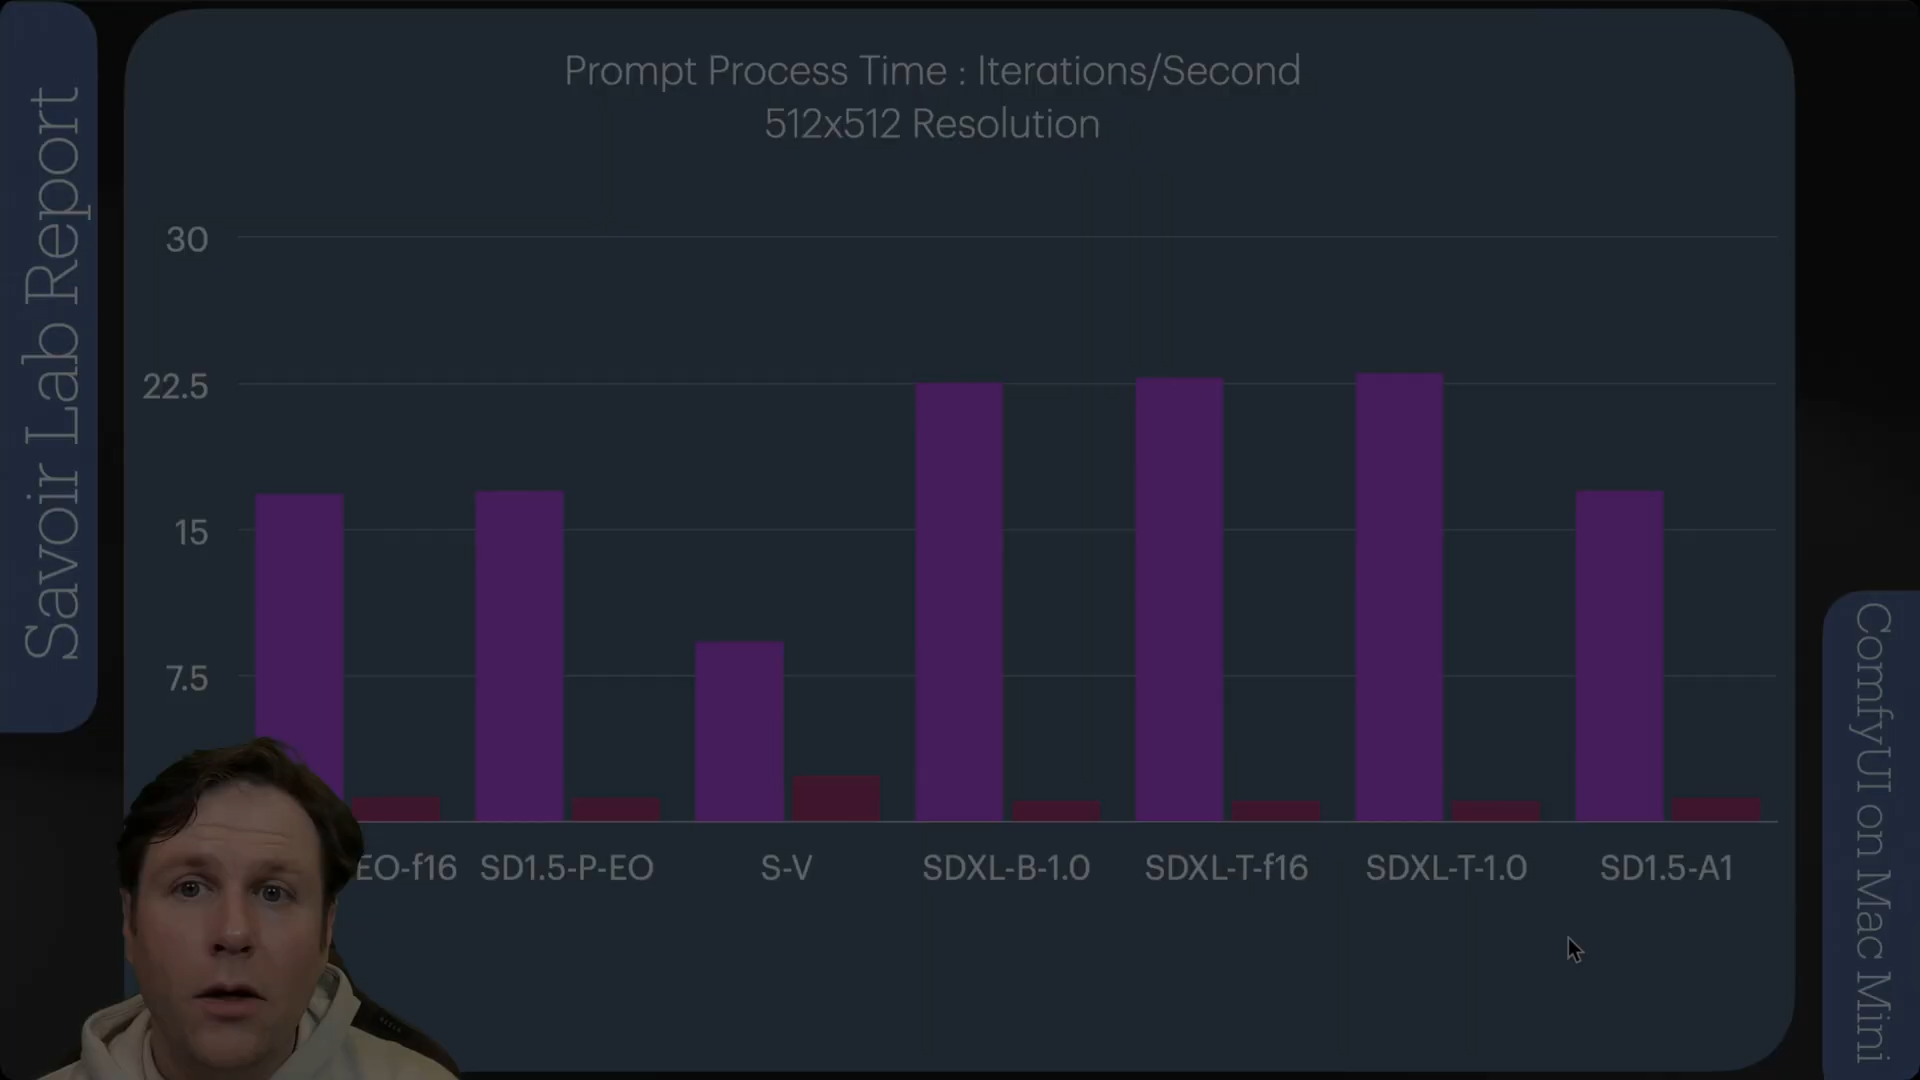 Savoir Lab Report
Prompt Process Time : Iterations/Second
512x512 Resolution
30
22.5
15
7.5
EO-f16
SD1.5-P-EO
S-V
SDXL-B-1.0
SDXL-T-f16
SDXL-T-1.0
SD1.5-A1
ComfyUI on Mac Mini